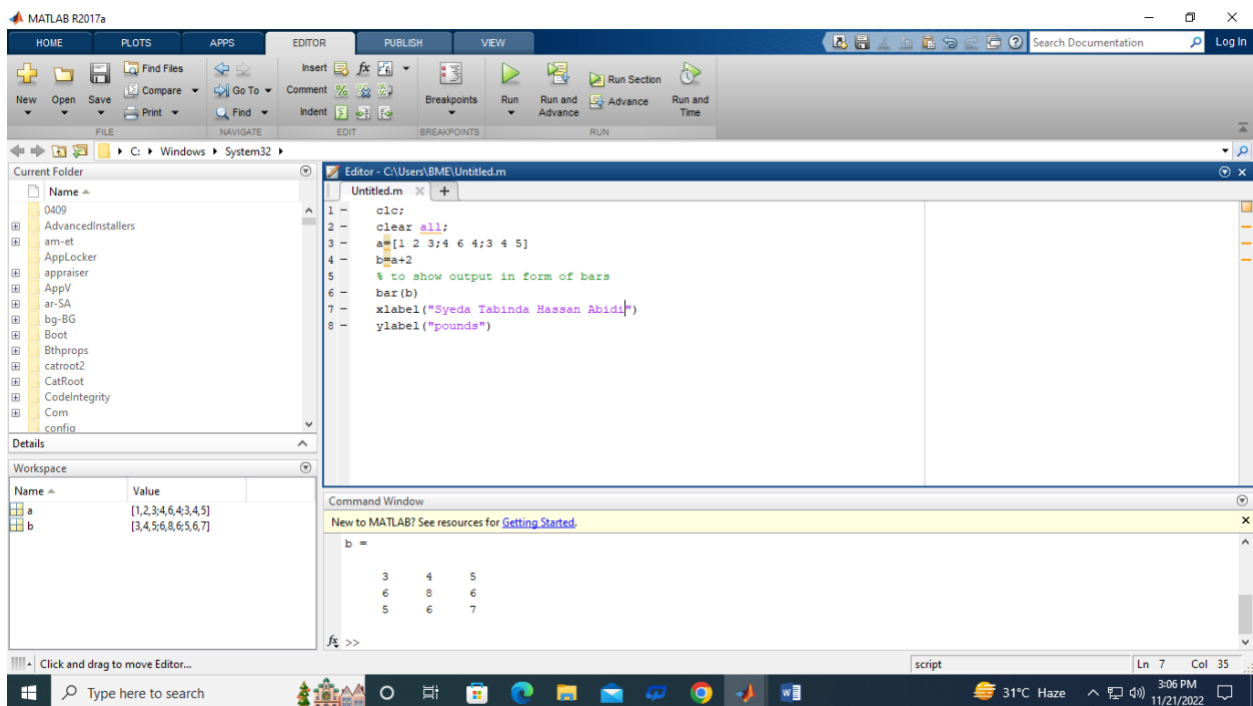 MATLAB R2017a
HOME PLOTS APPS EDITOR PUBLISH VIEW Search Documentation Log In
New Open Save Find Files Compare Print Go To Find Insert fx Comment Indent Breakpoints Run Run and Advance Run Section Advance Run and Time
FILE NAVIGATE EDIT BREAKPOINTS RUN
C: Windows System32
Current Folder
Name
0409
AdvancedInstallers
am-et
AppLocker
appraiser
AppV
ar-SA
bg-BG
Boot
Bthprops
catroot2
CatRoot
CodeIntegrity
Com
config
Details
Workspace
Name Value
a [1,2,3;4,6,4;3,4,5]
b [3,4,5;6,8,6;5,6,7]
Editor - C:\Users\BME\Untitled.m
Untitled.m
1 - clc;
2 - clear all;
3 - a=[1 2 3;4 6 4;3 4 5]
4 - b=a+2
5 % to show output in form of bars
6 - bar(b)
7 - xlabel("Syeda Tabinda Hassan Abidi")
8 - ylabel("pounds")
Command Window
New to MATLAB? See resources for Getting Started.
b =
3 4 5
6 8 6
5 6 7
fx >>
Click and drag to move Editor... script Ln 7 Col 35
Type here to search 31°C Haze 3:06 PM
11/21/2022